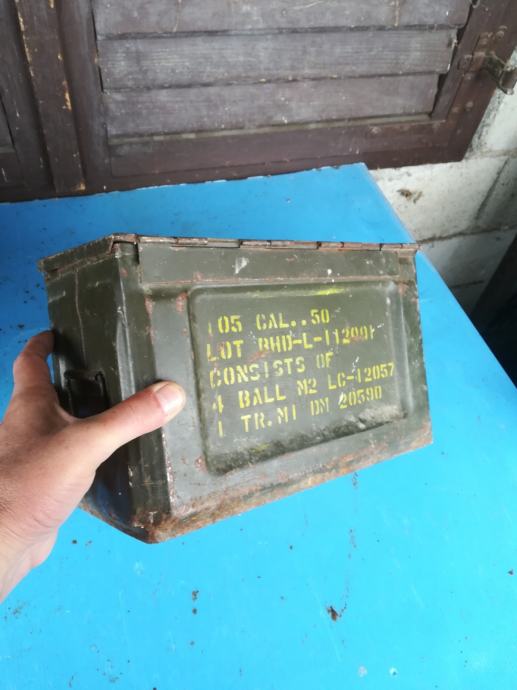 105 CAL..50
LOT RHD-L-11200
CONSISTS OF
4 BALL M2 LC-12057
1 TR.M1 DM 20590